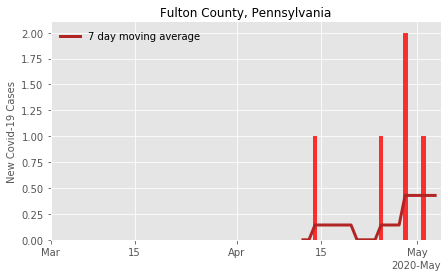 Fulton County, Pennsylvania
7 day moving average
New Covid-19 Cases
2.00
1.75
1.50
1.25
1.00
0.75
0.50
0.25
0.00
Mar
15
Apr
15
May
2020-May